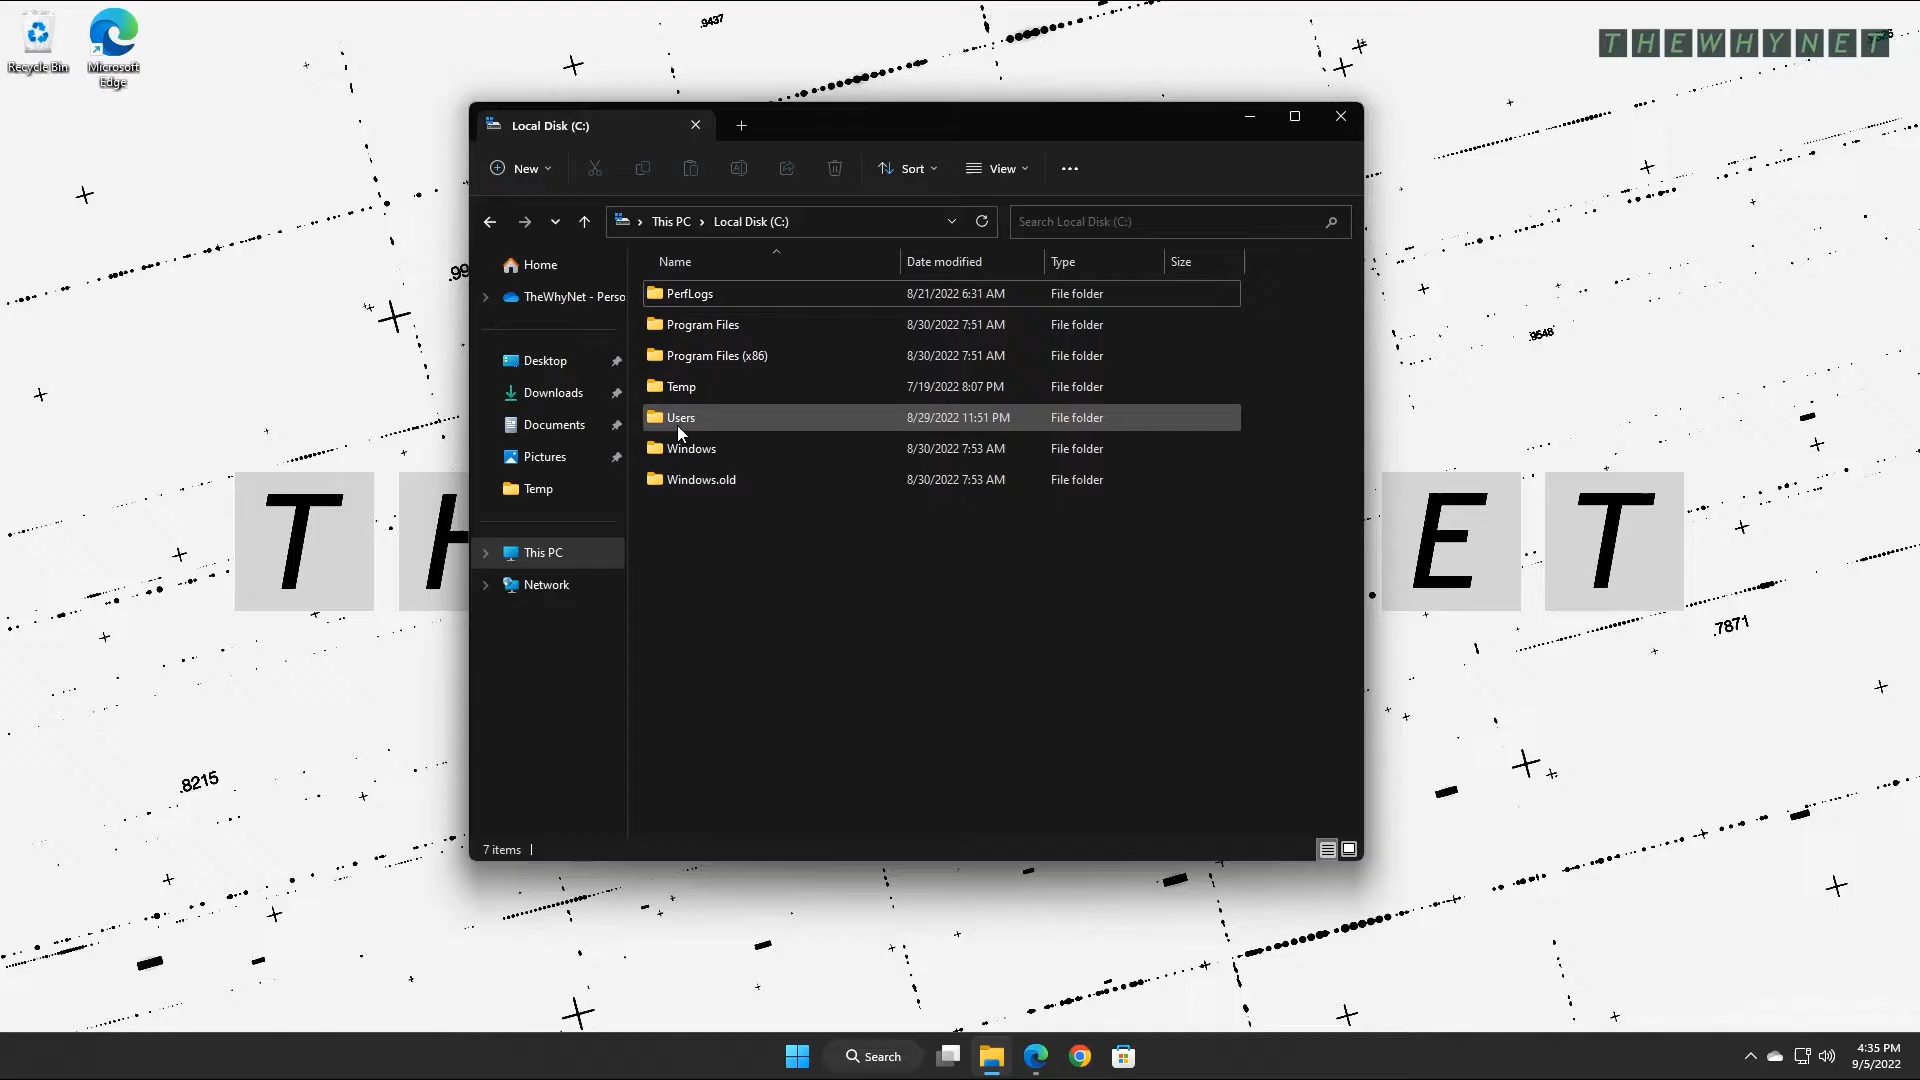 .9437
THEWHYNET
Recycle Bin
Microsoft
Edge
Local Disk (C:)
New
Sort
View
This PC
Local Disk (C:)
Search Local Disk (C:)
Name
Date modified
Type
Size
Home
TheWhyNet - Perso
PerfLogs
8/21/2022 6:31 AM
File folder
Program Files
8/30/2022 7:51 AM
File folder
Program Files (x86)
8/30/2022 7:51 AM
File folder
Temp
7/19/2022 8:07 PM
File folder
Users
8/29/2022 11:51 PM
File folder
Windows
8/30/2022 7:53 AM
File folder
Windows.old
8/30/2022 7:53 AM
File folder
Desktop
Downloads
Documents
Pictures
Temp
This PC
Network
.99
.9548
T H E T
.7871
.8215
7 items
Search
4:35 PM
9/5/2022